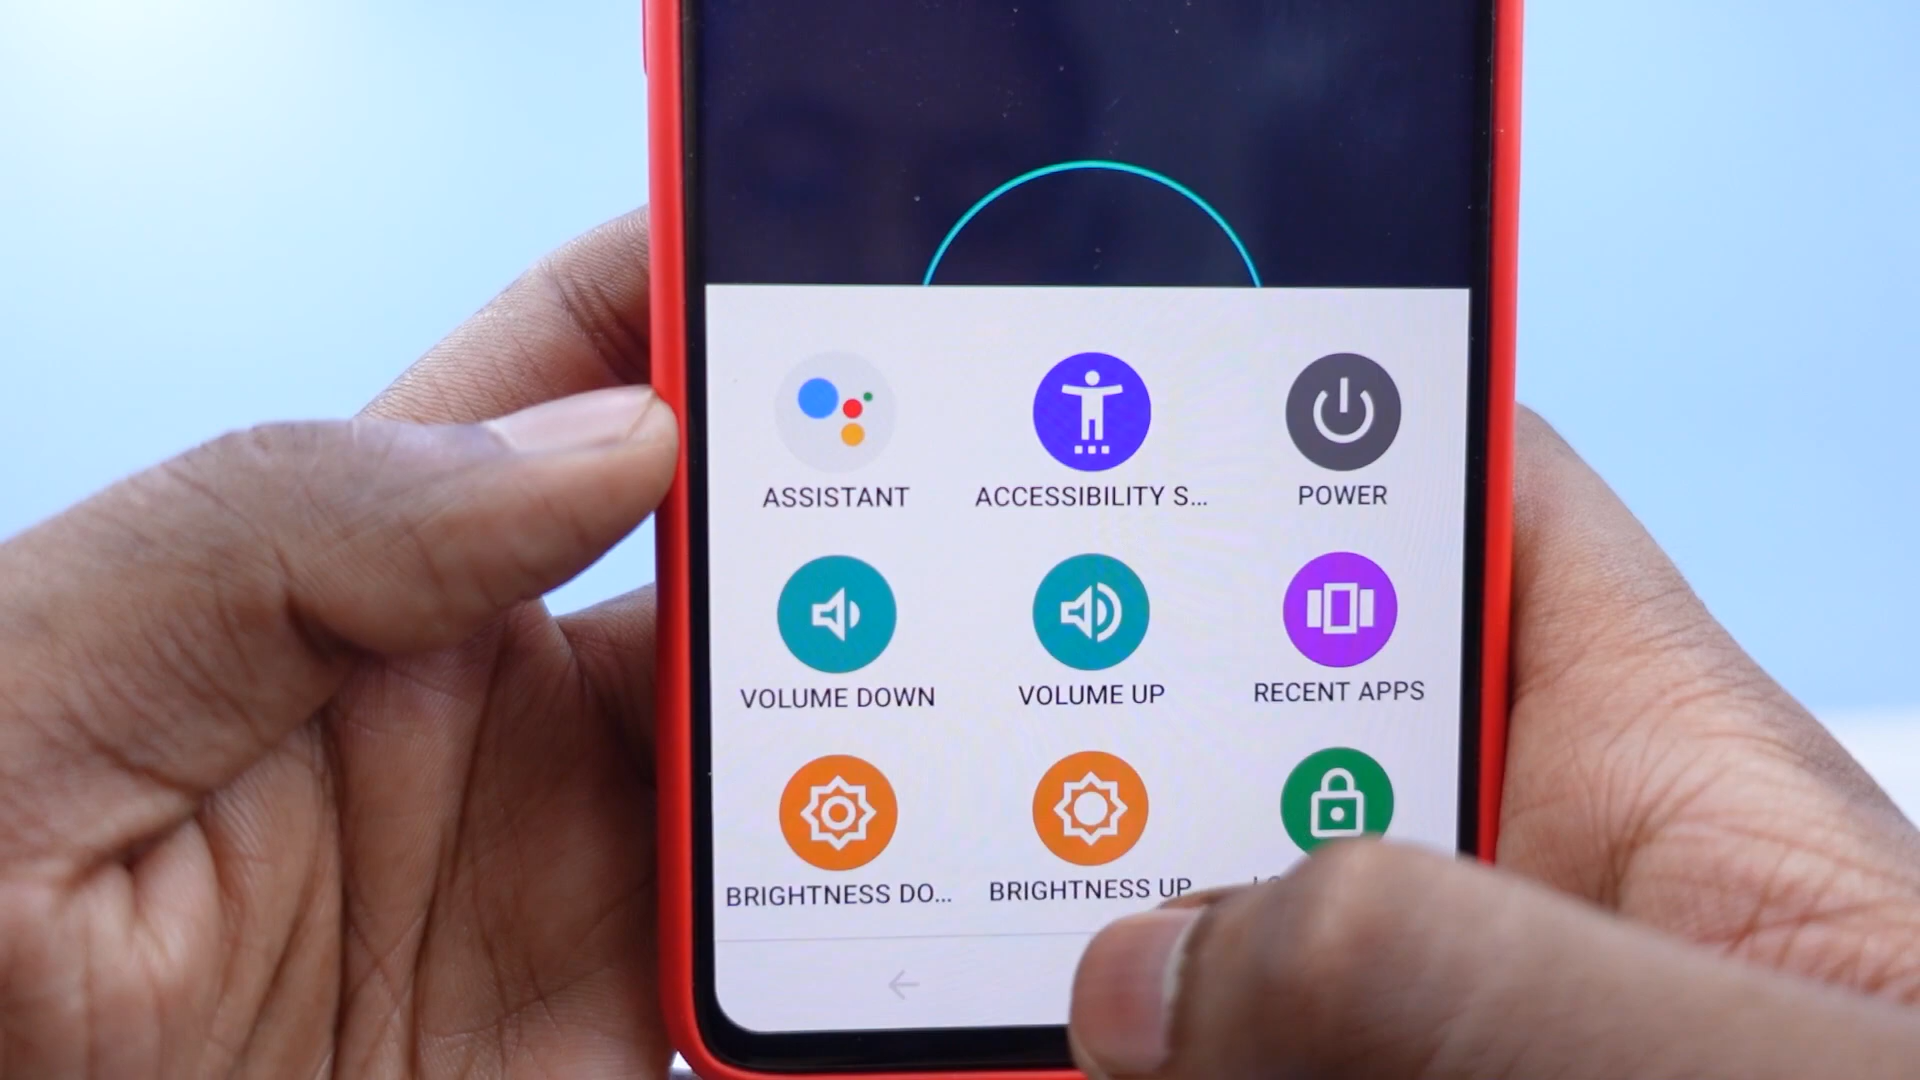 ASSISTANT
ACCESSIBILITY S...
POWER
VOLUME DOWN
VOLUME UP
RECENT APPS
BRIGHTNESS DO...
BRIGHTNESS UP